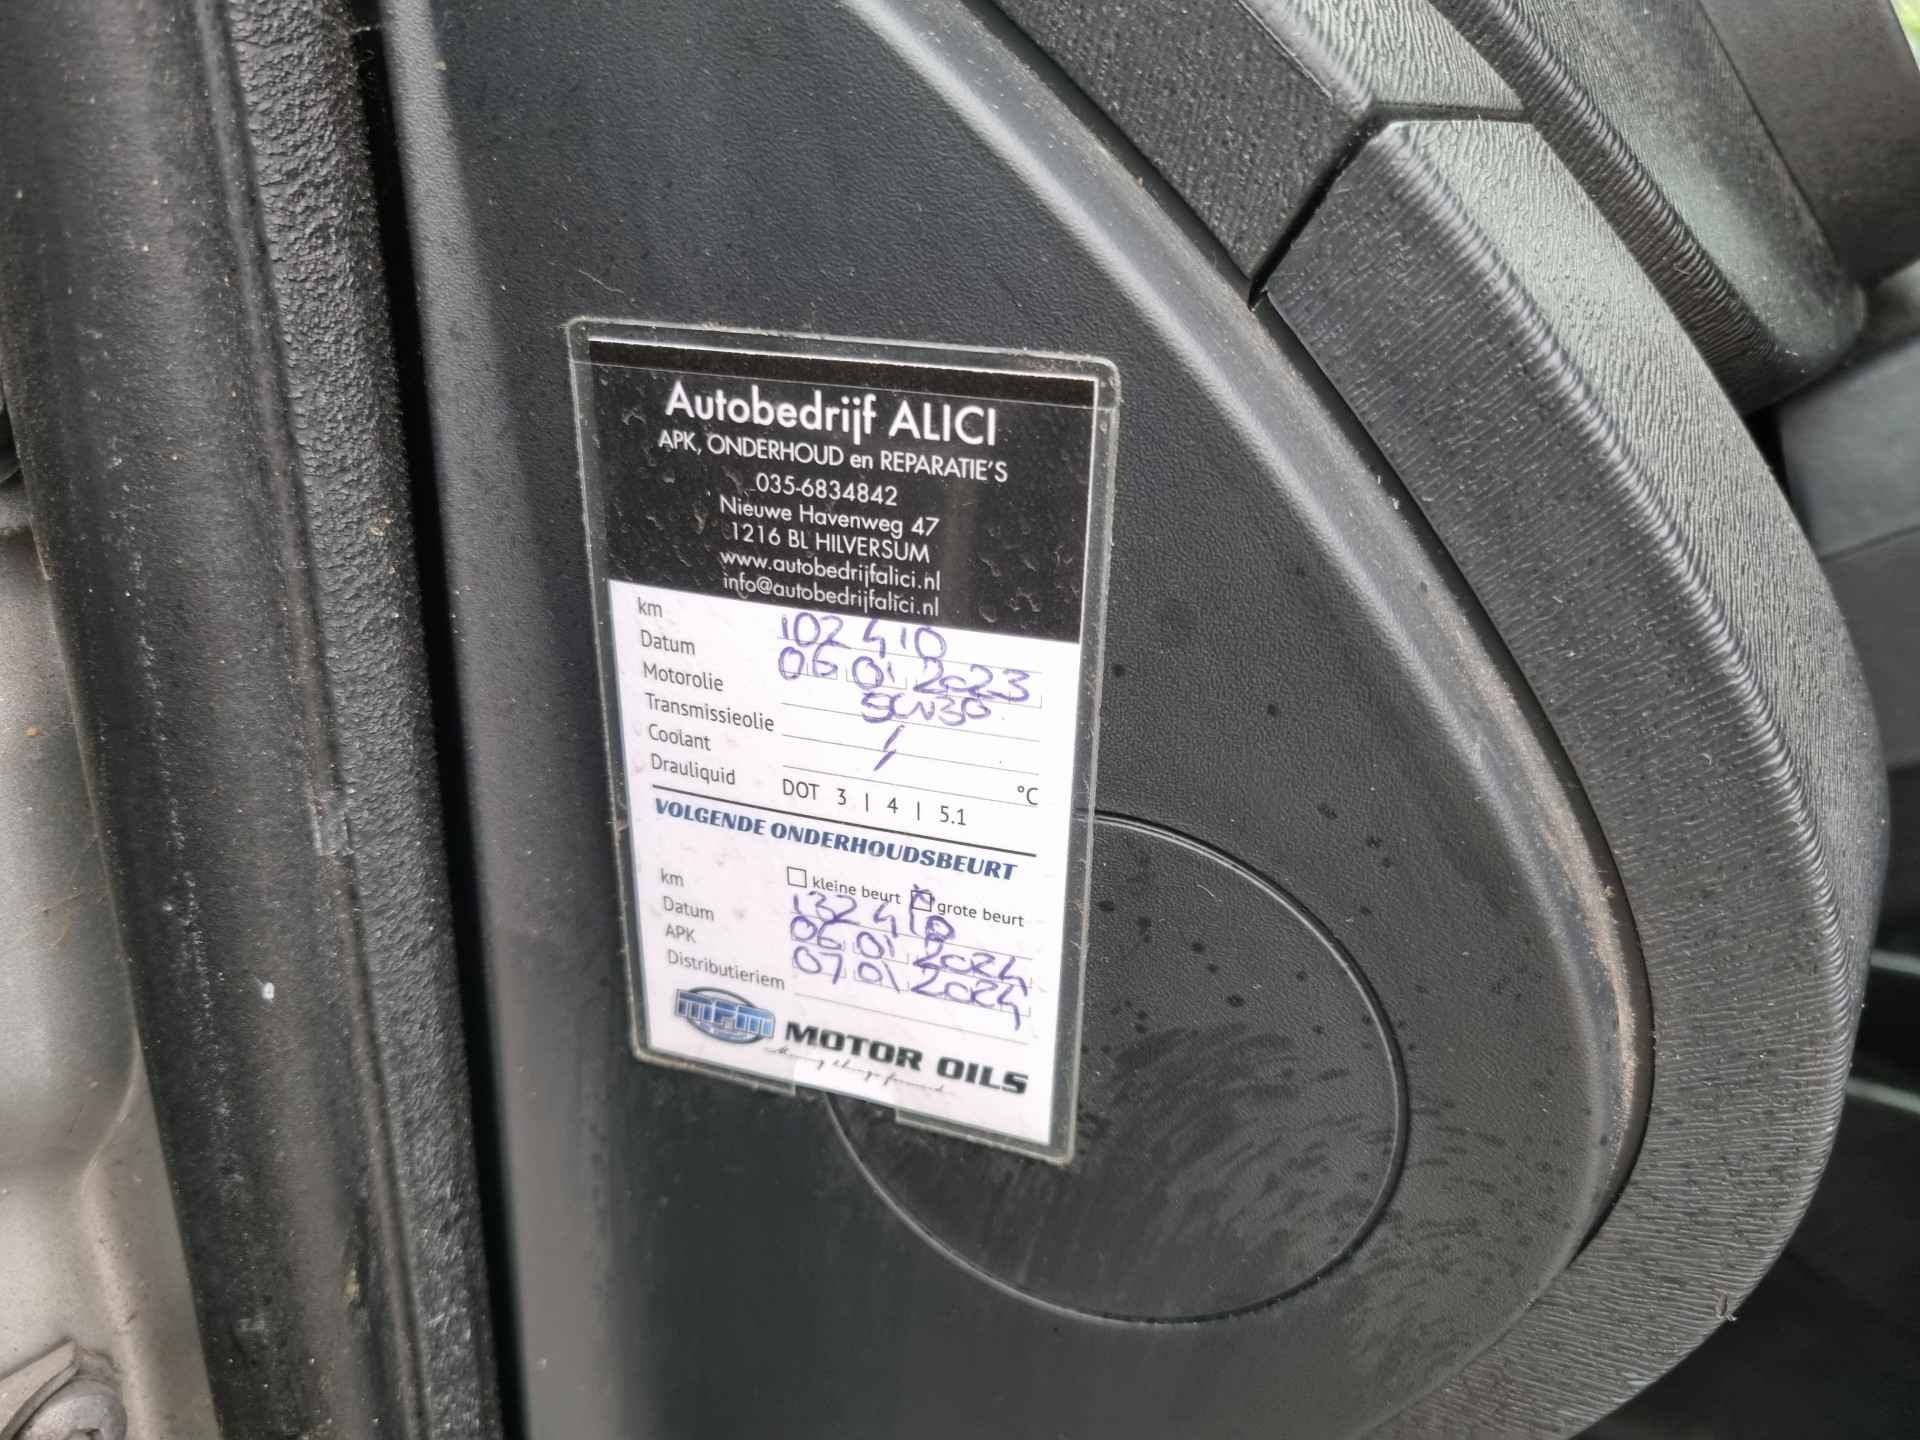 Autobedrijf ALICI
APK, ONDERHOUD en REPARATIE'S
035-6834842
Nieuwe Havenweg 47
1216 BL HILVERSUM
www.autobedrijfalici.nl
info@autobedrijfalici.nl
km 102410
Datum 06 01 2023
Motorolie 5W30
Transmissieolie /
Coolant / °C
Drauliquid DOT 3 | 4 | 5.1
VOLGENDE ONDERHOUDSBEURT
kleine beurt grote beurt
km 132410
Datum 06 01 2024
APK 07 01 2024
Distributieriem
MPM MOTOR OILS